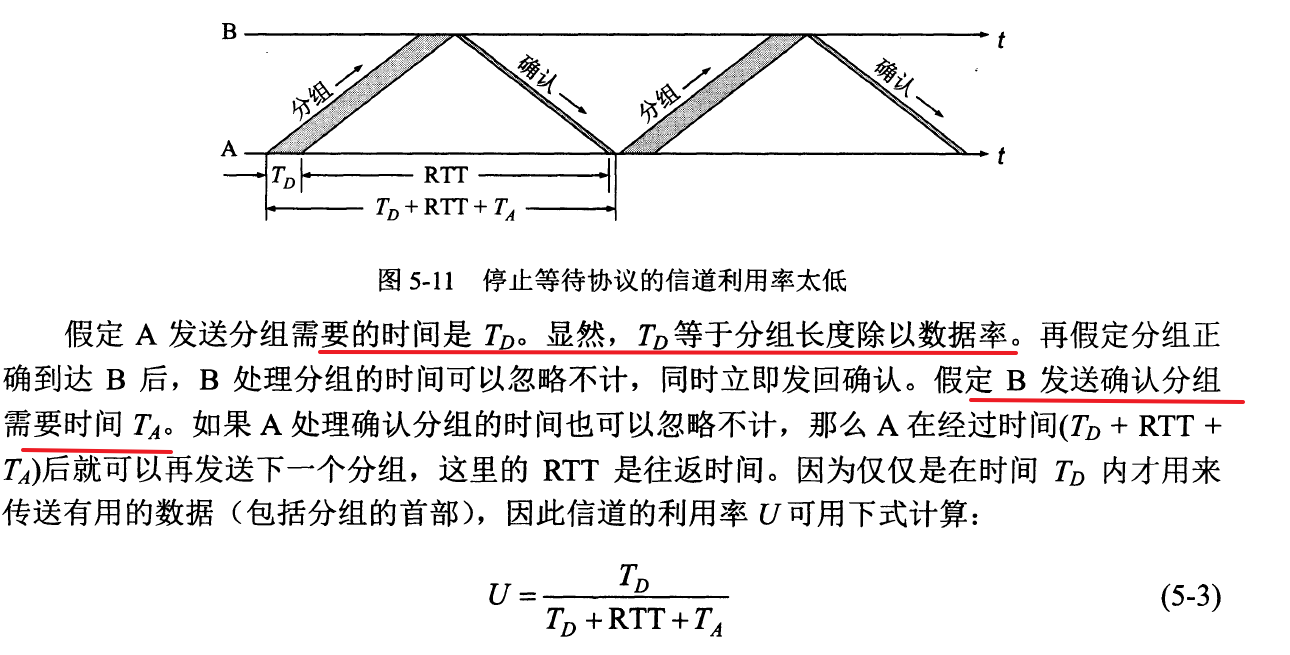 B t
分组 确认 分组 确认
A t
T_D RTT
T_D + RTT + T_A
图 5-11 停止等待协议的信道利用率太低
假定 A 发送分组需要的时间是 T_D。显然，T_D 等于分组长度除以数据率。再假定分组正
确到达 B 后，B 处理分组的时间可以忽略不计，同时立即发回确认。假定 B 发送确认分组
需要时间 T_A。如果 A 处理确认分组的时间也可以忽略不计，那么 A 在经过时间(T_D + RTT +
T_A)后就可以再发送下一个分组，这里的 RTT 是往返时间。因为仅仅是在时间 T_D 内才用来
传送有用的数据（包括分组的首部），因此信道的利用率 U 可用下式计算：
U = T_D / (T_D + RTT + T_A) (5-3)